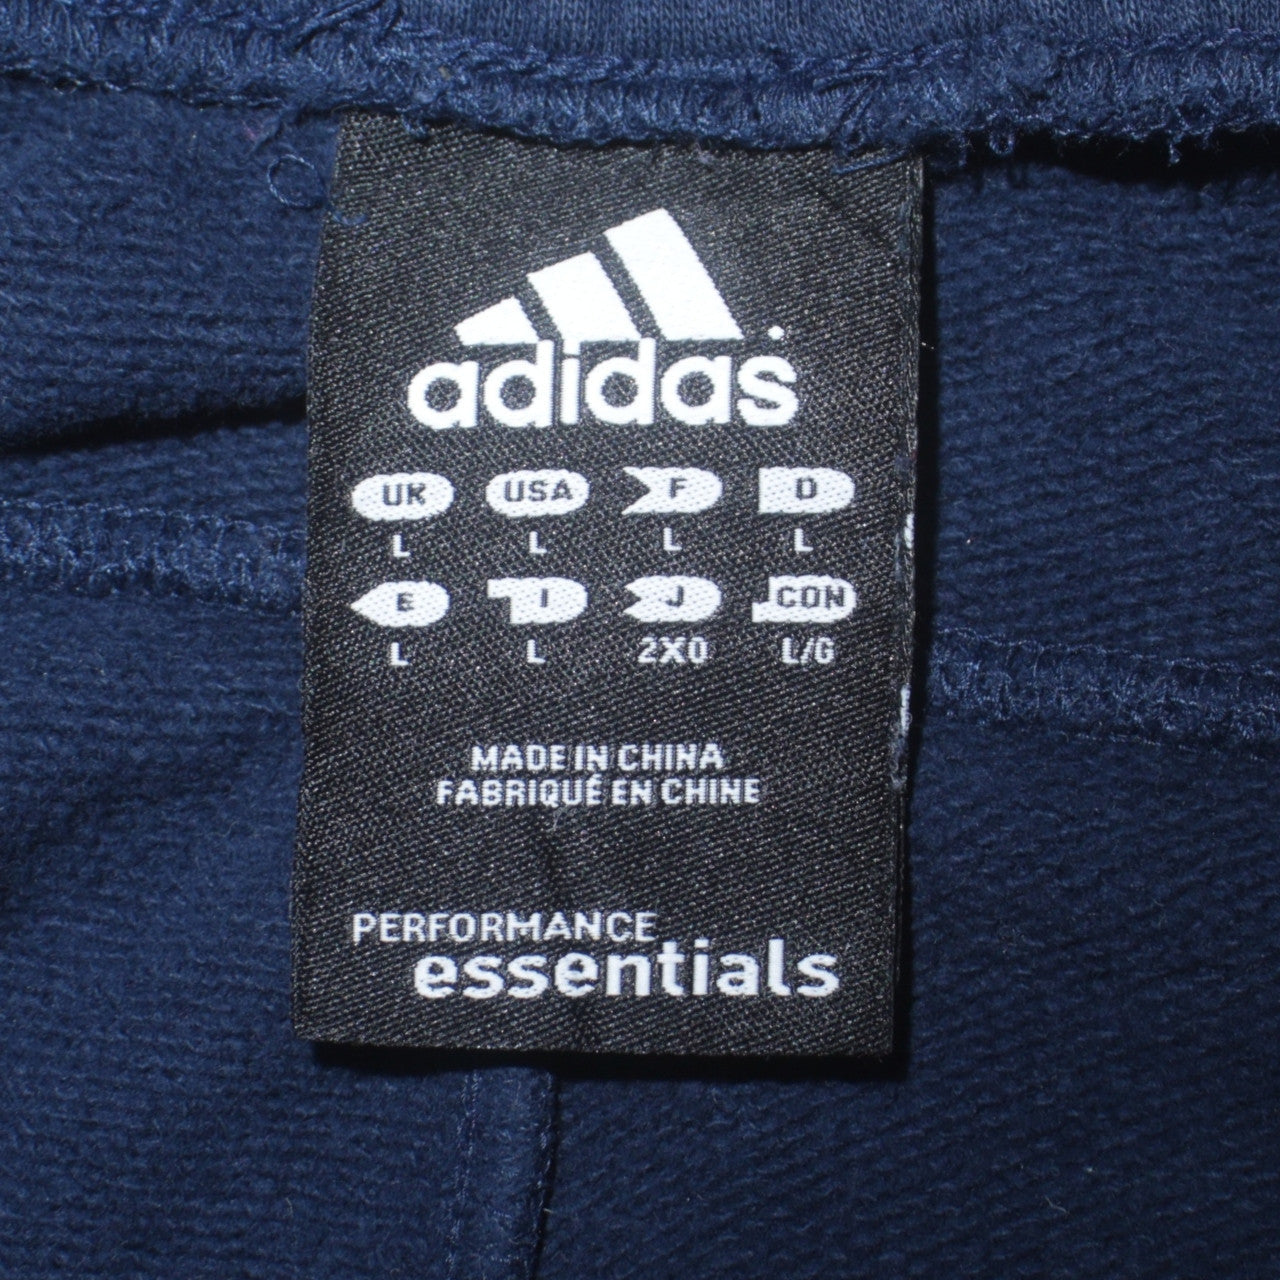 adidas
UK USA F D
L L L L
E I J CON
L L 2XO L/G
MADE IN CHINA
FABRIQUÉ EN CHINE
PERFORMANCE
essentials